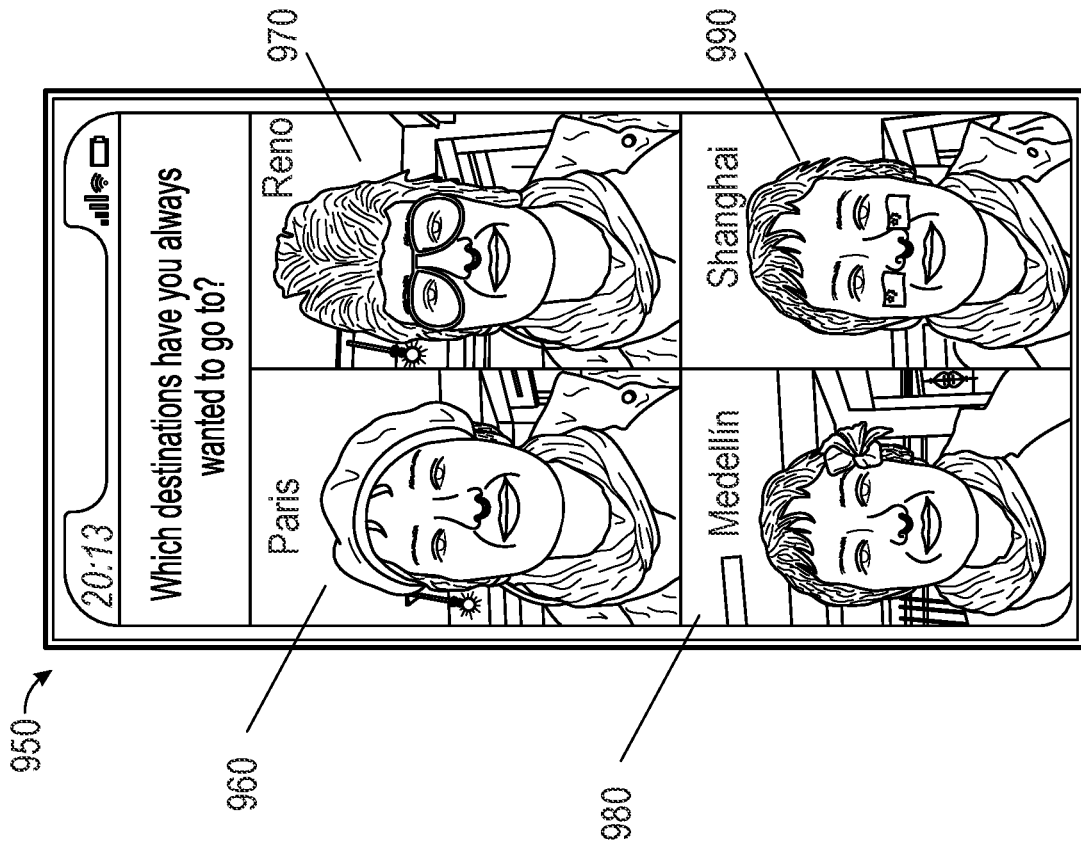 950
20:13
Which destinations have you always
wanted to go to?
960
Paris
Reno
970
980
Medellín
Shanghai
990